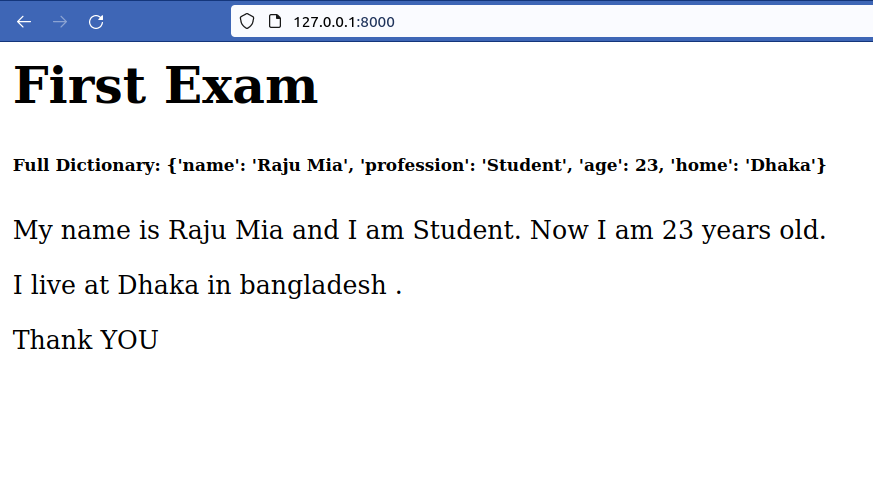 127.0.0.1:8000
First Exam
Full Dictionary: {'name': 'Raju Mia', 'profession': 'Student', 'age': 23, 'home': 'Dhaka'}
My name is Raju Mia and I am Student. Now I am 23 years old.
I live at Dhaka in bangladesh .
Thank YOU